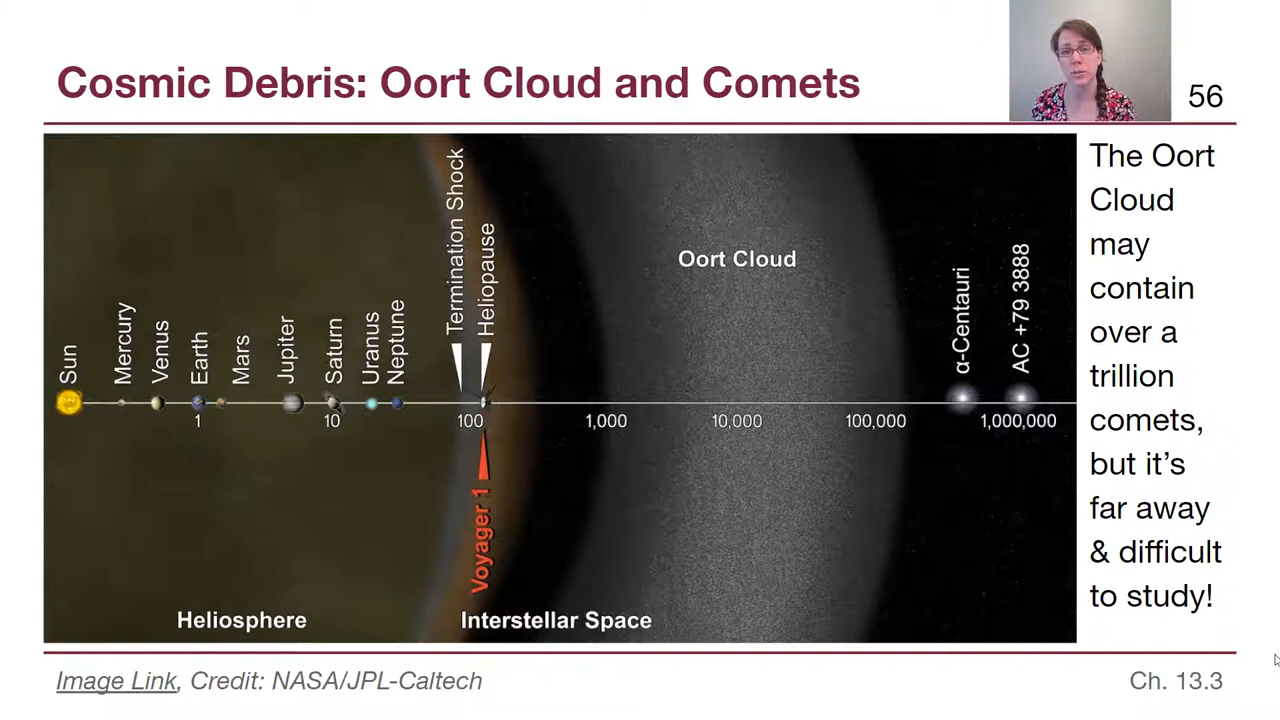 Cosmic Debris: Oort Cloud and Comets
56
Sun
Mercury
Venus
Earth
Mars
Jupiter
Saturn
Uranus
Neptune
Termination Shock
Heliopause
Oort Cloud
α-Centauri
AC +79 3888
1 10 100 1,000 10,000 100,000 1,000,000
Voyager 1
Heliosphere
Interstellar Space
The Oort
Cloud
may
contain
over a
trillion
comets,
but it's
far away
& difficult
to study!
Image Link, Credit: NASA/JPL-Caltech
Ch. 13.3